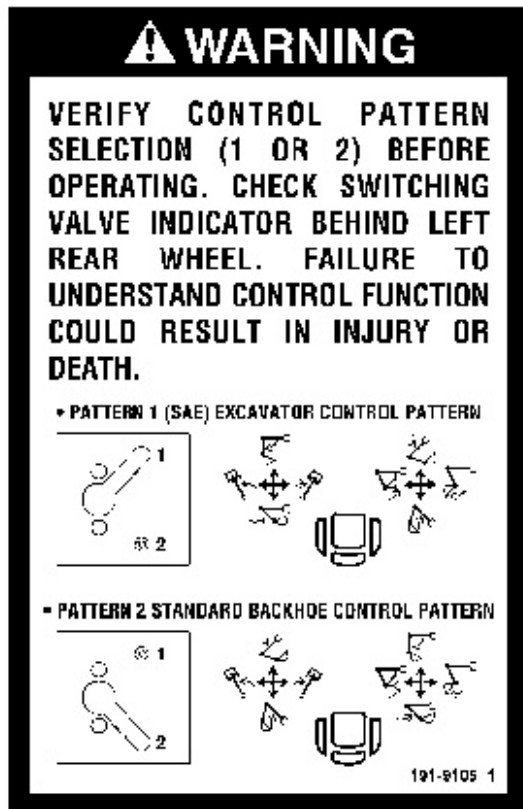 WARNING
VERIFY CONTROL PATTERN
SELECTION (1 OR 2) BEFORE
OPERATING. CHECK SWITCHING
VALVE INDICATOR BEHIND LEFT
REAR WHEEL. FAILURE TO
UNDERSTAND CONTROL FUNCTION
COULD RESULT IN INJURY OR
DEATH.
• PATTERN 1 (SAE) EXCAVATOR CONTROL PATTERN
1
2
• PATTERN 2 STANDARD BACKHOE CONTROL PATTERN
1
2
191-9105 1